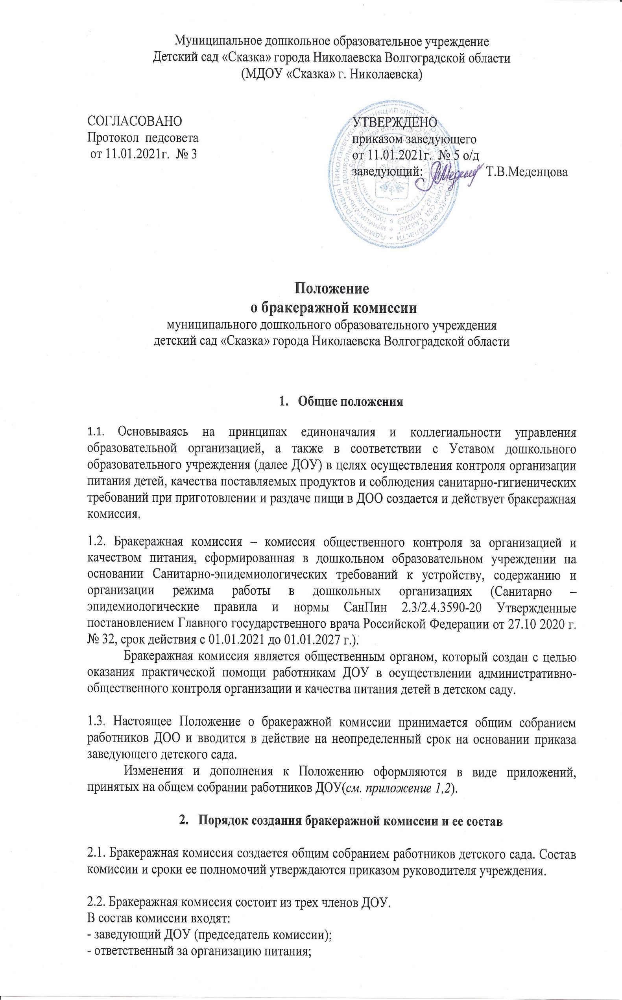 Муниципальное дошкольное образовательное учреждение
Детский сад «Сказка» города Николаевска Волгоградской области
(МДОУ «Сказка» г. Николаевска)
СОГЛАСОВАНО
Протокол педсовета
от 11.01.2021г. № 3
УТВЕРЖДЕНО
приказом заведующего
от 11.01.2021г. № 5 о/д
заведующий: Т.В.Меденцова
Положение
о бракеражной комиссии
муниципального дошкольного образовательного учреждения
детский сад «Сказка» города Николаевска Волгоградской области
1. Общие положения
1.1. Основываясь на принципах единоначалия и коллегиальности управления
образовательной организацией, а также в соответствии с Уставом дошкольного
образовательного учреждения (далее ДОУ) в целях осуществления контроля организации
питания детей, качества поставляемых продуктов и соблюдения санитарно-гигиенических
требований при приготовлении и раздаче пищи в ДОО создается и действует бракеражная
комиссия.
1.2. Бракеражная комиссия – комиссия общественного контроля за организацией и
качеством питания, сформированная в дошкольном образовательном учреждении на
основании Санитарно-эпидемиологических требований к устройству, содержанию и
организации режима работы в дошкольных организациях (Санитарно –
эпидемиологические правила и нормы СанПин 2.3/2.4.3590-20 Утвержденные
постановлением Главного государственного врача Российской Федерации от 27.10 2020 г.
№ 32, срок действия с 01.01.2021 до 01.01.2027 г.).
Бракеражная комиссия является общественным органом, который создан с целью
оказания практической помощи работникам ДОУ в осуществлении административно-
общественного контроля организации и качества питания детей в детском саду.
1.3. Настоящее Положение о бракеражной комиссии принимается общим собранием
работников ДОО и вводится в действие на неопределенный срок на основании приказа
заведующего детского сада.
Изменения и дополнения к Положению оформляются в виде приложений,
принятых на общем собрании работников ДОУ(см. приложение 1,2).
2. Порядок создания бракеражной комиссии и ее состав
2.1. Бракеражная комиссия создается общим собранием работников детского сада. Состав
комиссии и сроки ее полномочий утверждаются приказом руководителя учреждения.
2.2. Бракеражная комиссия состоит из трех членов ДОУ.
В состав комиссии входят:
- заведующий ДОУ (председатель комиссии);
- ответственный за организацию питания;